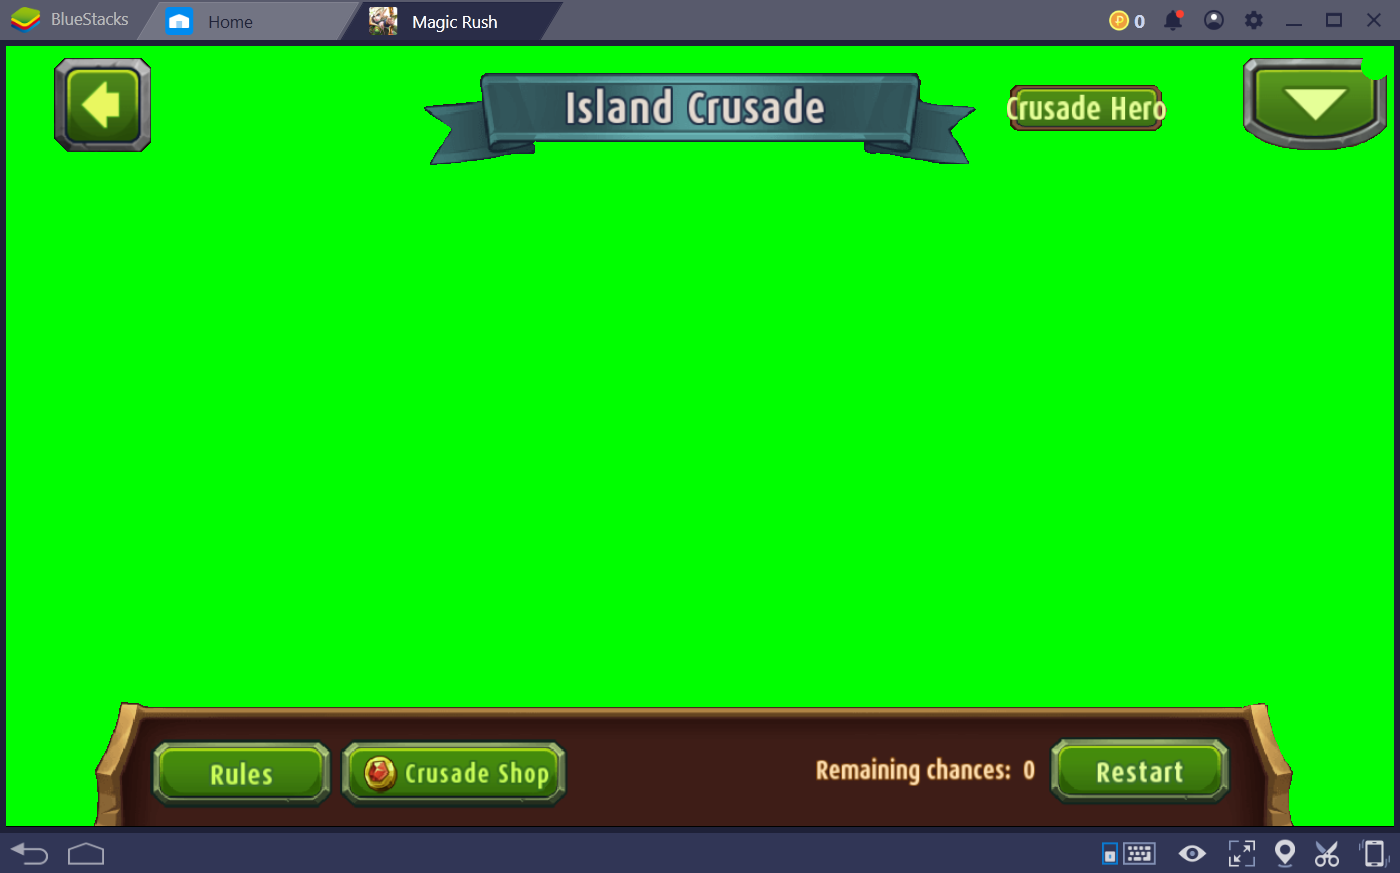 BlueStacks
Home
Magic Rush
0
Island Crusade
Crusade Hero
Rules
Crusade Shop
Remaining chances: 0
Restart